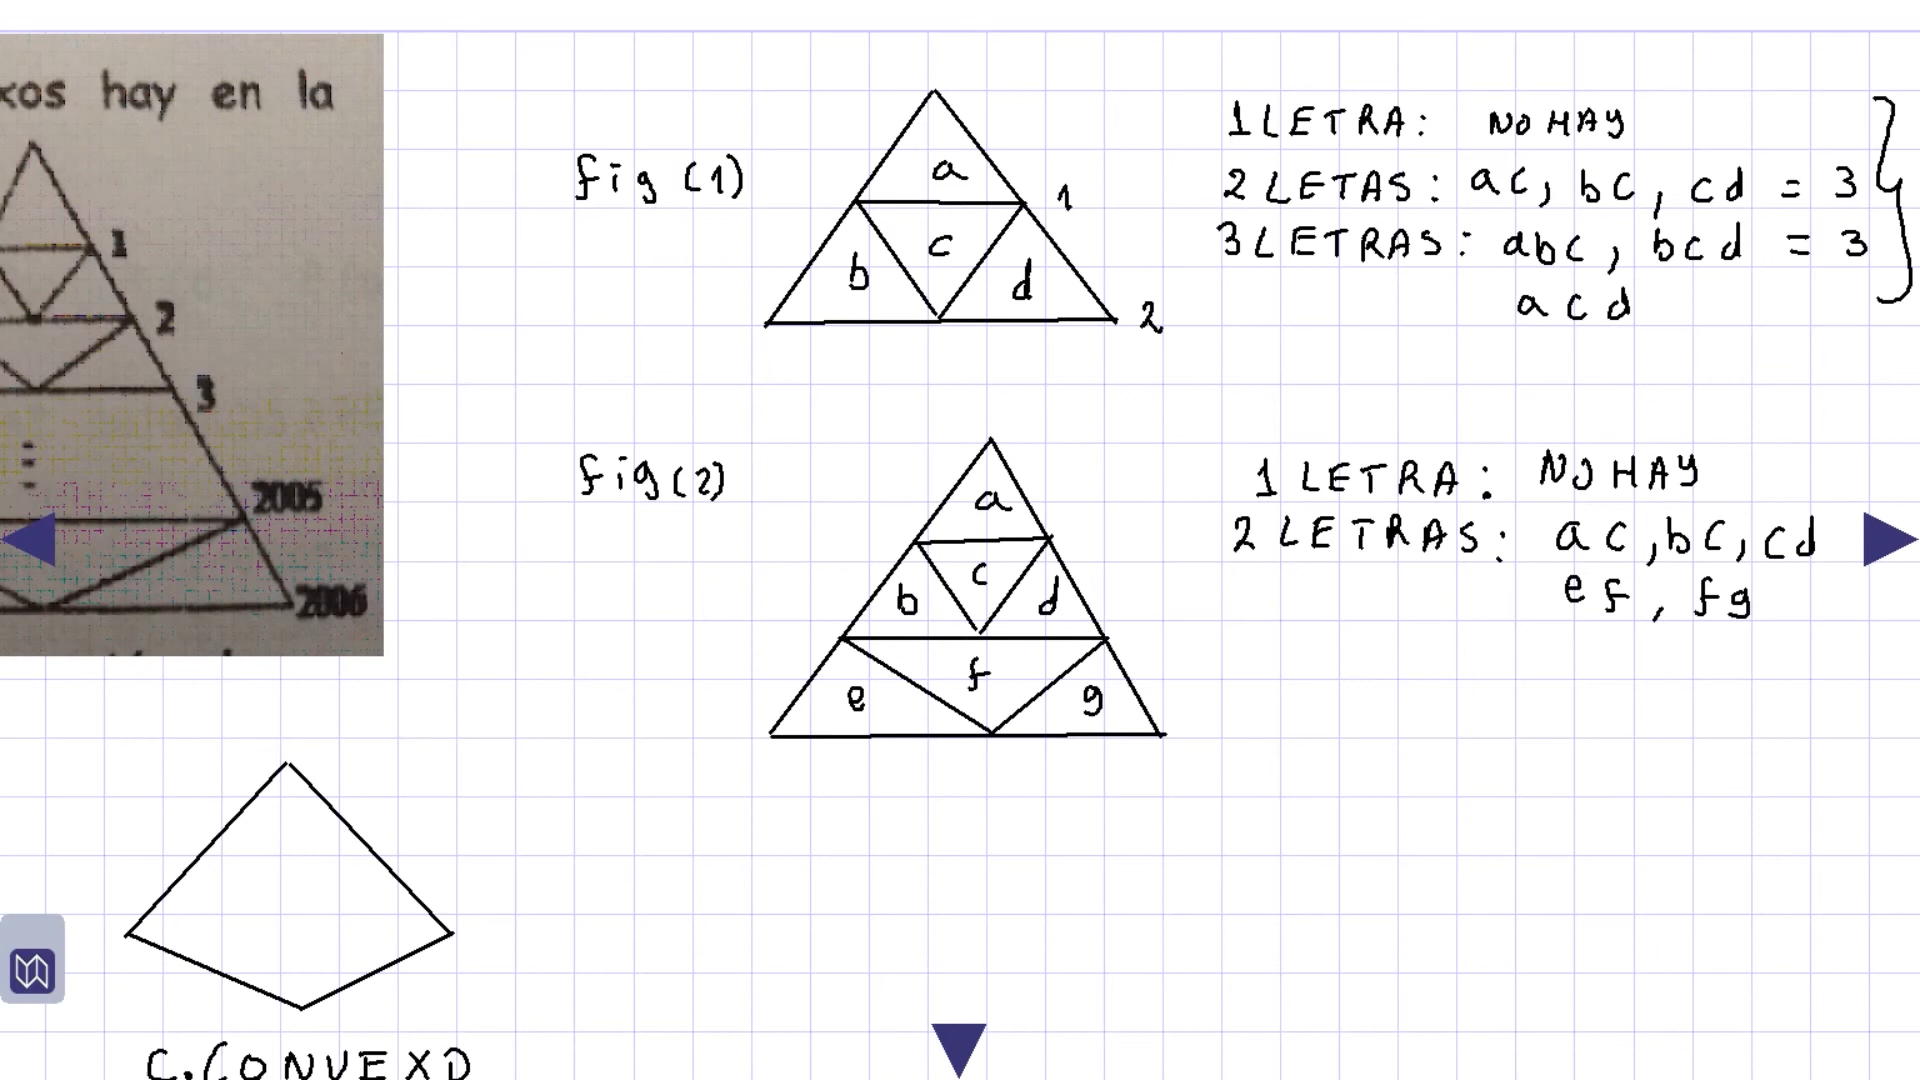 hay en la
1
2
3
2005
2006
fig (1)
a
1
b
c
d
2
1 LETRA: NO HAY
2 LETAS: ac, bc, cd = 3
3 LETRAS: abc, bcd = 3
acd
fig (2)
a
b
c
d
e
f
g
1 LETRA: NO HAY
2 LETRAS: ac, bc, cd
ef, fg
C. CONVEXO